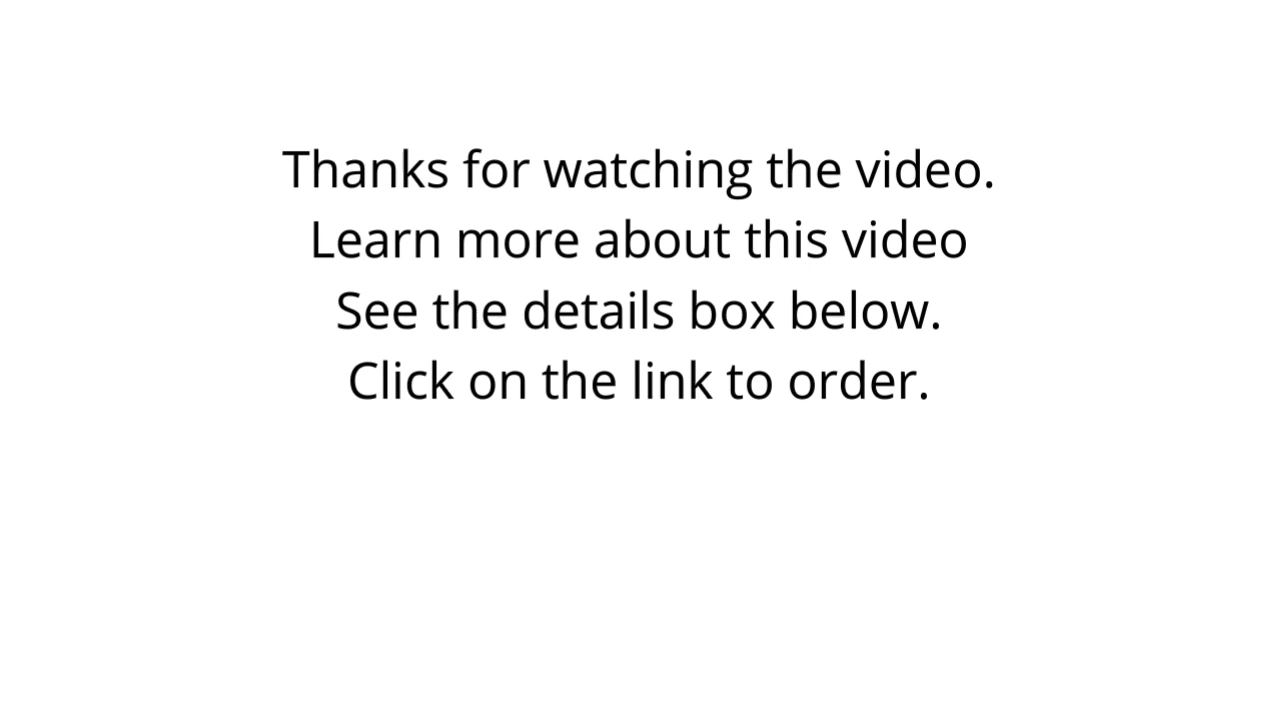 Thanks for watching the video.
Learn more about this video
See the details box below.
Click on the link to order.